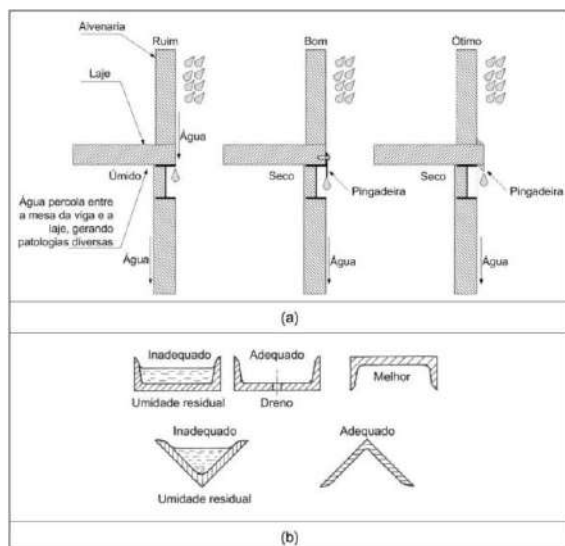 Alvenaria
Ruim
Bom
Ótimo
Laje
Água
Úmido
Seco
Pingadeira
Seco
Pingadeira
Água percola entre
a mesa da viga e a
laje, gerando
patologias diversas
Água
Água
Água
(a)
Inadequado
Adequado
Melhor
Umidade residual
Dreno
Inadequado
Adequado
Umidade residual
(b)